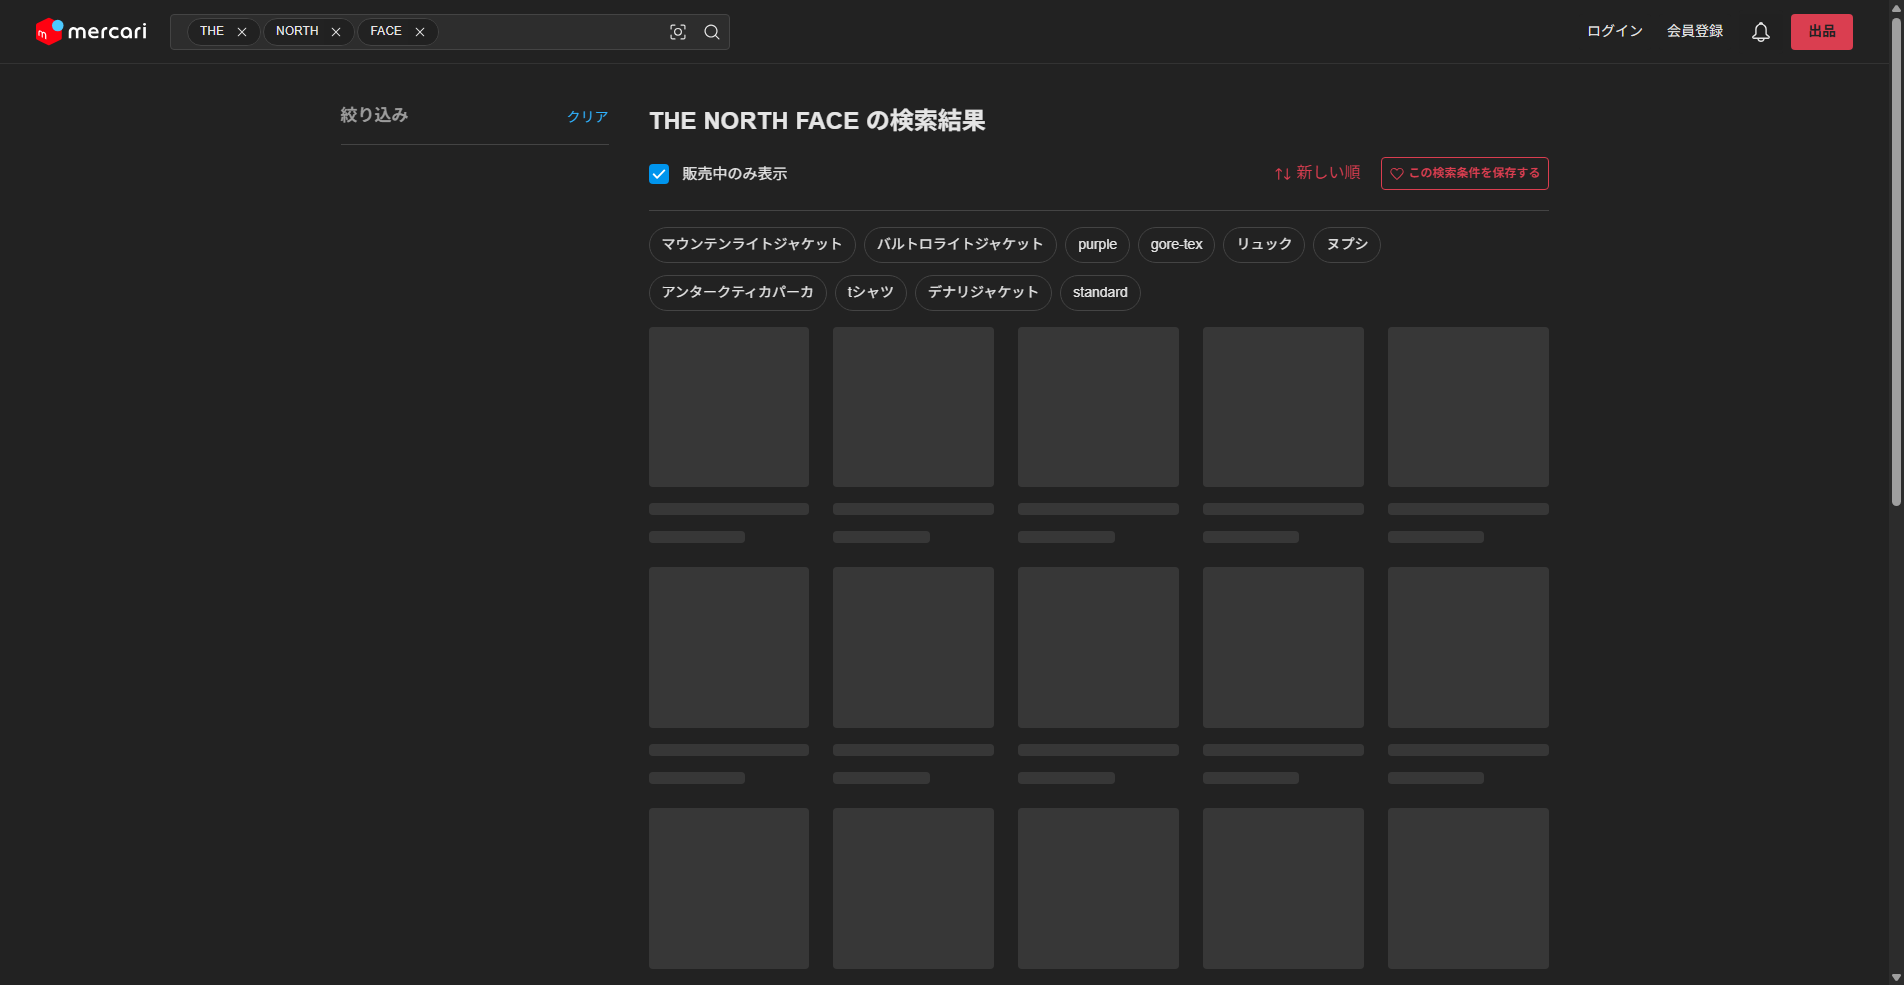 mercari THE NORTH FACE ログイン 会員登録 出品
絞り込み クリア
THE NORTH FACE の検索結果
販売中のみ表示 新しい順 この検索条件を保存する
マウンテンライトジャケット バルトロライトジャケット purple gore-tex リュック ヌプシ
アンタークティカパーカ tシャツ デナリジャケット standard